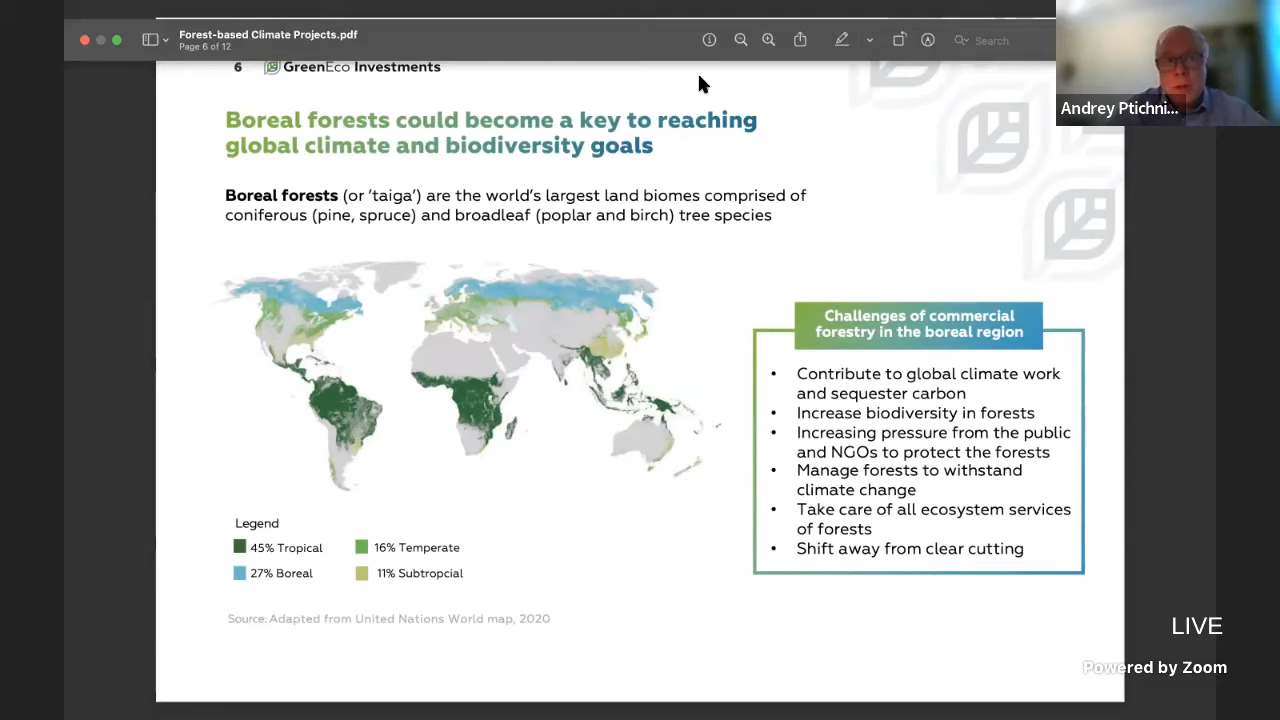 Forest-based Climate Projects.pdf
Page 6 of 12
Search
Andrey Ptichni...
6 GreenEco Investments
Boreal forests could become a key to reaching
global climate and biodiversity goals
Boreal forests (or ‘taiga’) are the world’s largest land biomes comprised of
coniferous (pine, spruce) and broadleaf (poplar and birch) tree species
Challenges of commercial
forestry in the boreal region
• Contribute to global climate work
and sequester carbon
• Increase biodiversity in forests
• Increasing pressure from the public
and NGOs to protect the forests
• Manage forests to withstand
climate change
• Take care of all ecosystem services
of forests
• Shift away from clear cutting
Legend
45% Tropical
16% Temperate
27% Boreal
11% Subtropcial
Source: Adapted from United Nations World map, 2020
LIVE
Powered by Zoom